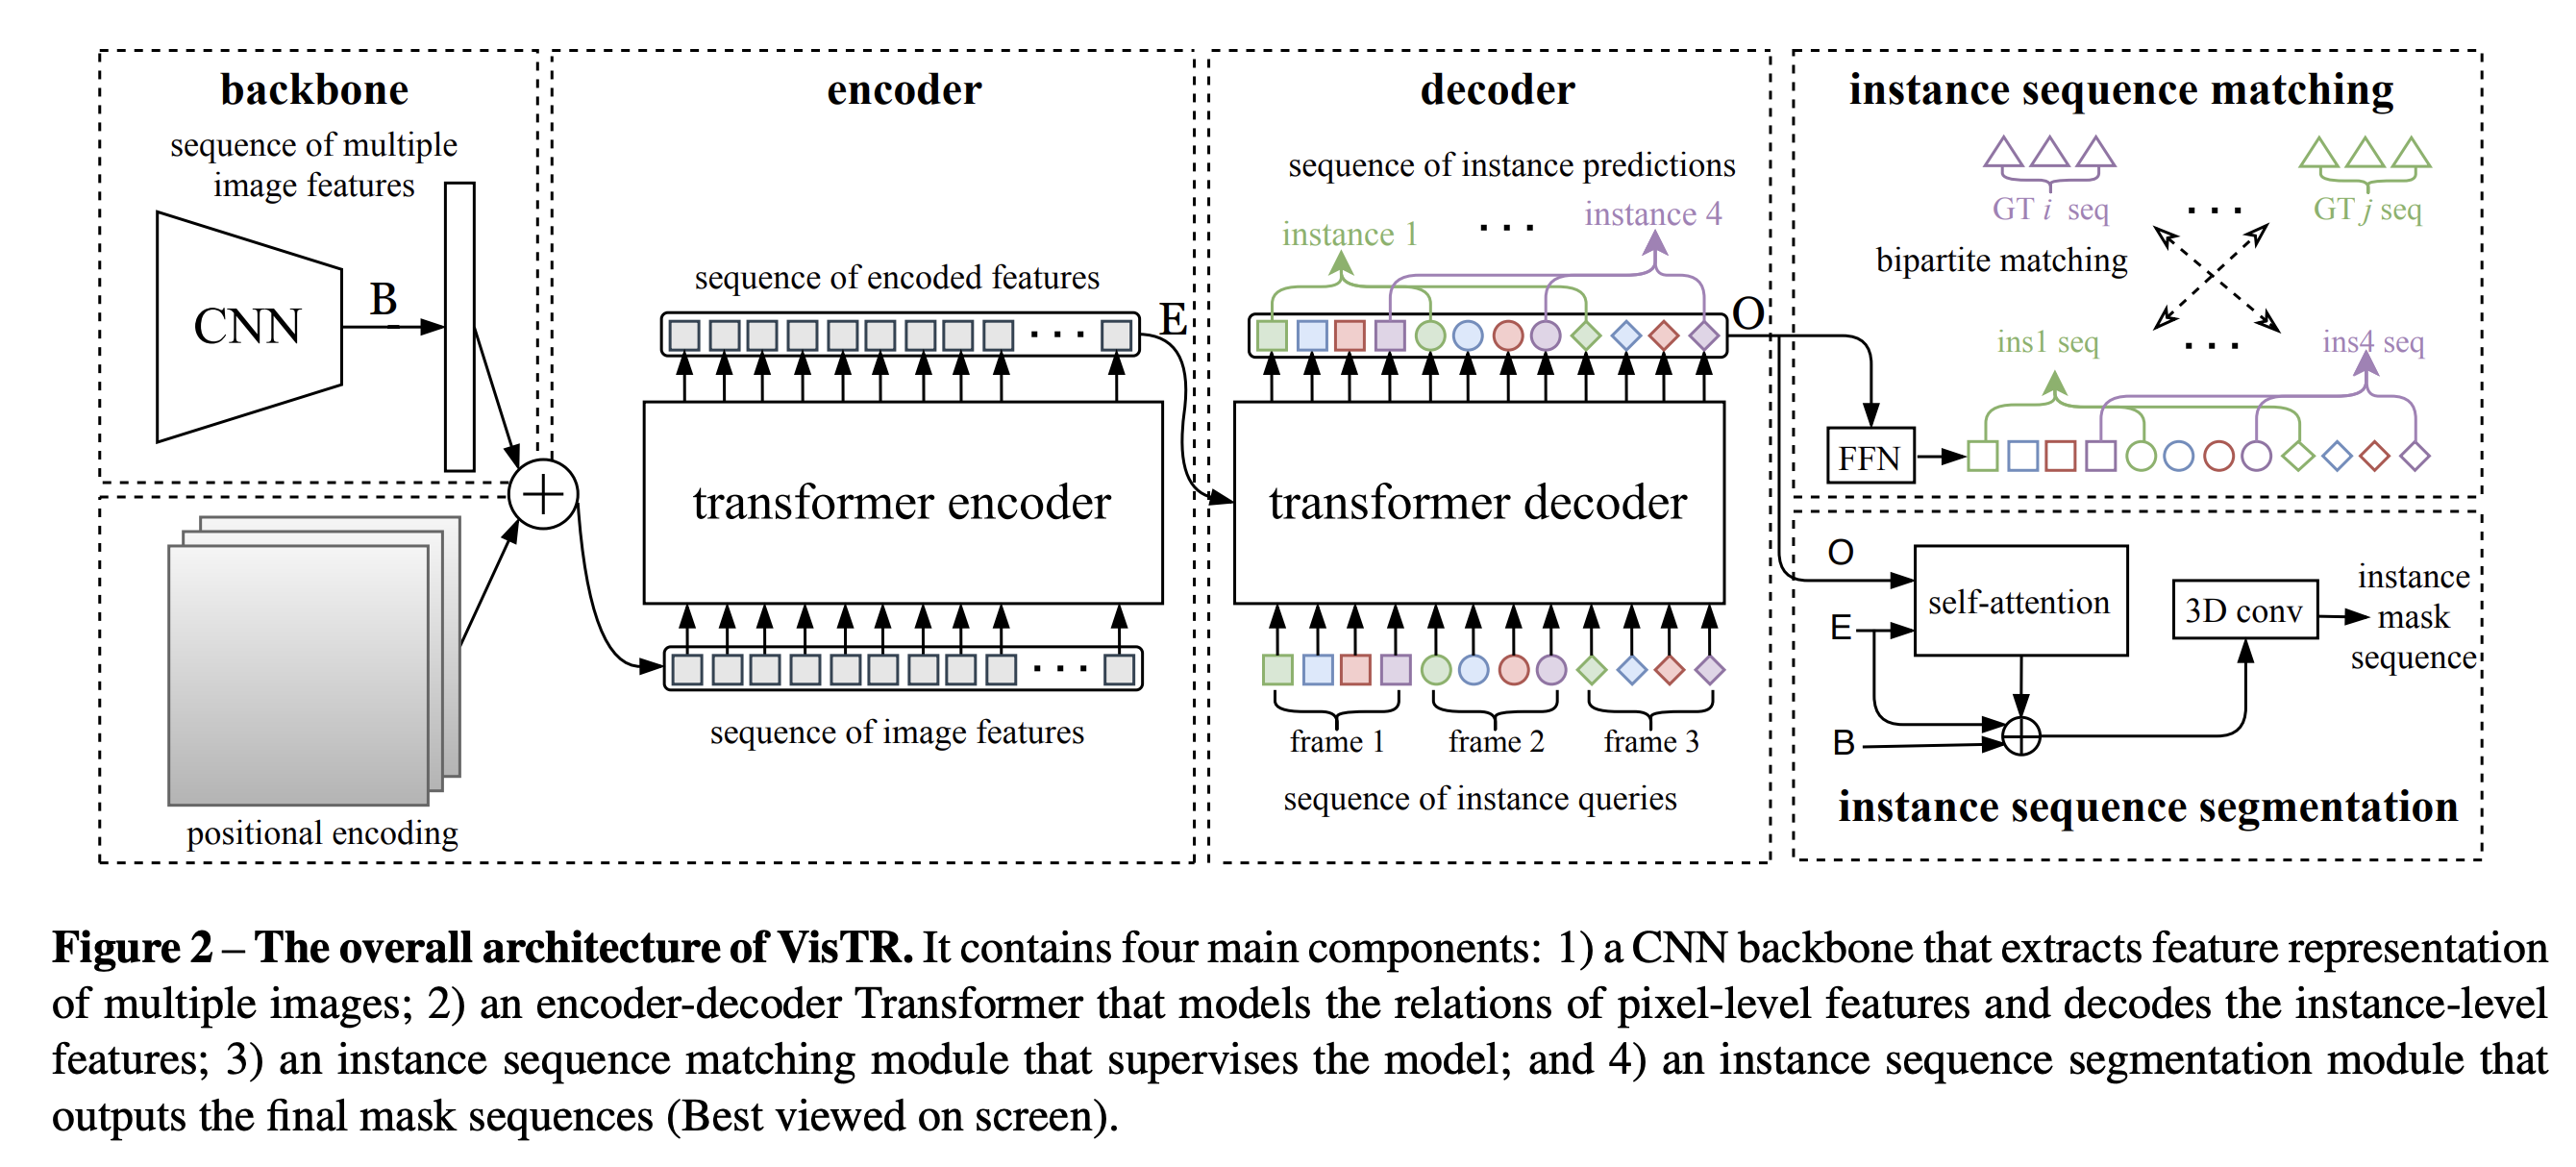 backbone
sequence of multiple
image features
CNN
B
positional encoding
encoder
sequence of encoded features
E
transformer encoder
sequence of image features
decoder
sequence of instance predictions
instance 1
. . .
instance 4
O
transformer decoder
frame 1
frame 2
frame 3
sequence of instance queries
instance sequence matching
GT i seq
. . .
GT j seq
bipartite matching
ins1 seq
. . .
ins4 seq
FFN
O
self-attention
E
B
3D conv
instance
mask
sequence
instance sequence segmentation
Figure 2 – The overall architecture of VisTR. It contains four main components: 1) a CNN backbone that extracts feature representation
of multiple images; 2) an encoder-decoder Transformer that models the relations of pixel-level features and decodes the instance-level
features; 3) an instance sequence matching module that supervises the model; and 4) an instance sequence segmentation module that
outputs the final mask sequences (Best viewed on screen).